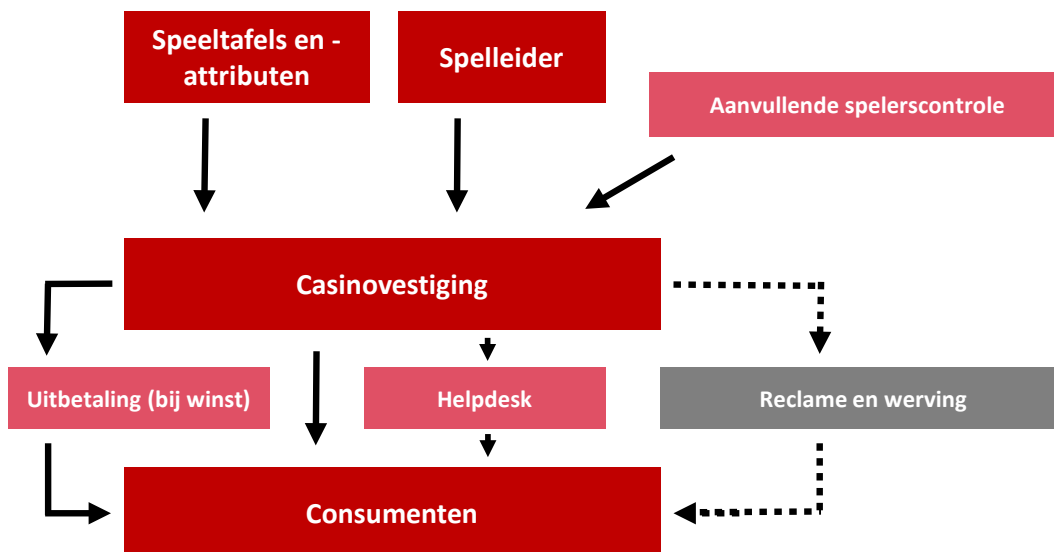 Speeltafels en -
attributen
Spelleider
Aanvullende spelerscontrole
Casinovestiging
Uitbetaling (bij winst)
Helpdesk
Reclame en werving
Consumenten